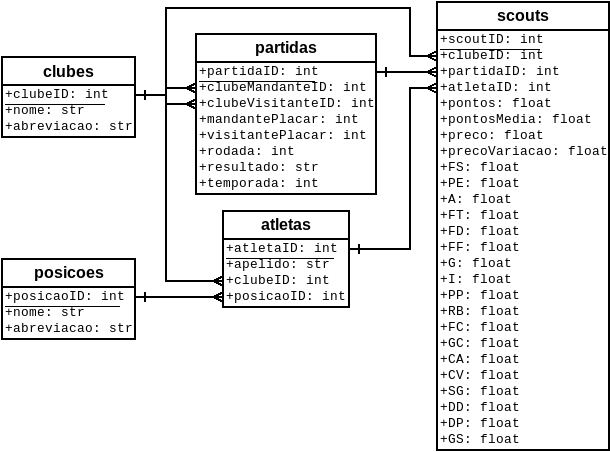 clubes
+clubeID: int
+nome: str
+abreviacao: str
posicoes
+posicaoID: int
+nome: str
+abreviacao: str
partidas
+partidaID: int
+clubeMandanteID: int
+clubeVisitanteID: int
+mandantePlacar: int
+visitantePlacar: int
+rodada: int
+resultado: str
+temporada: int
atletas
+atletaID: int
+apelido: str
+clubeID: int
+posicaoID: int
scouts
+scoutID: int
+clubeID: int
+partidaID: int
+atletaID: int
+pontos: float
+pontosMedia: float
+preco: float
+precoVariacao: float
+FS: float
+PE: float
+A: float
+FT: float
+FD: float
+FF: float
+G: float
+I: float
+PP: float
+RB: float
+FC: float
+GC: float
+CA: float
+CV: float
+SG: float
+DD: float
+DP: float
+GS: float